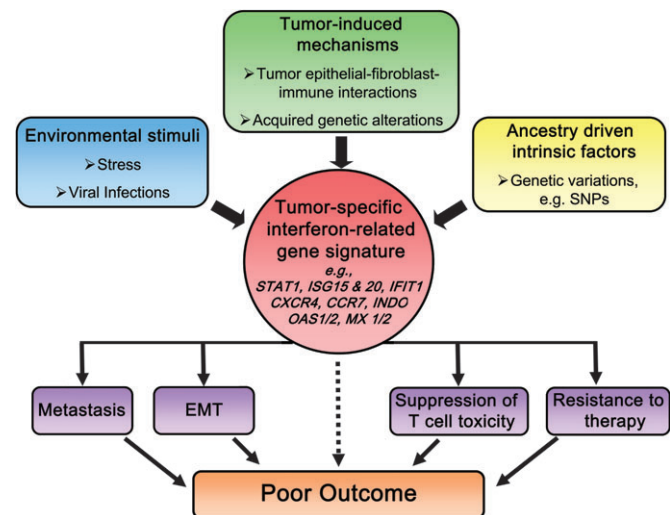 Tumor-induced
mechanisms
➢Tumor epithelial-fibroblast-
immune interactions
➢Acquired genetic alterations
Environmental stimuli
➢Stress
➢Viral Infections
Ancestry driven
intrinsic factors
➢Genetic variations,
e.g. SNPs
Tumor-specific
interferon-related
gene signature
e.g.,
STAT1, ISG15 & 20, IFIT1
CXCR4, CCR7, INDO
OAS1/2, MX 1/2
Metastasis
EMT
Suppression of
T cell toxicity
Resistance to
therapy
Poor Outcome